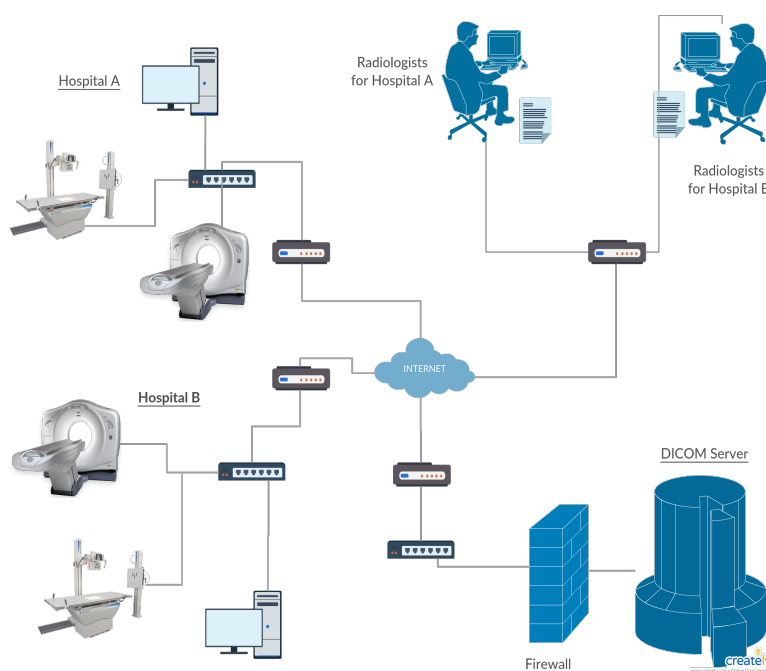 Hospital A
Radiologists
for Hospital A
Radiologists
for Hospital
INTERNET
Hospital B
DICOM Server
Firewall
create